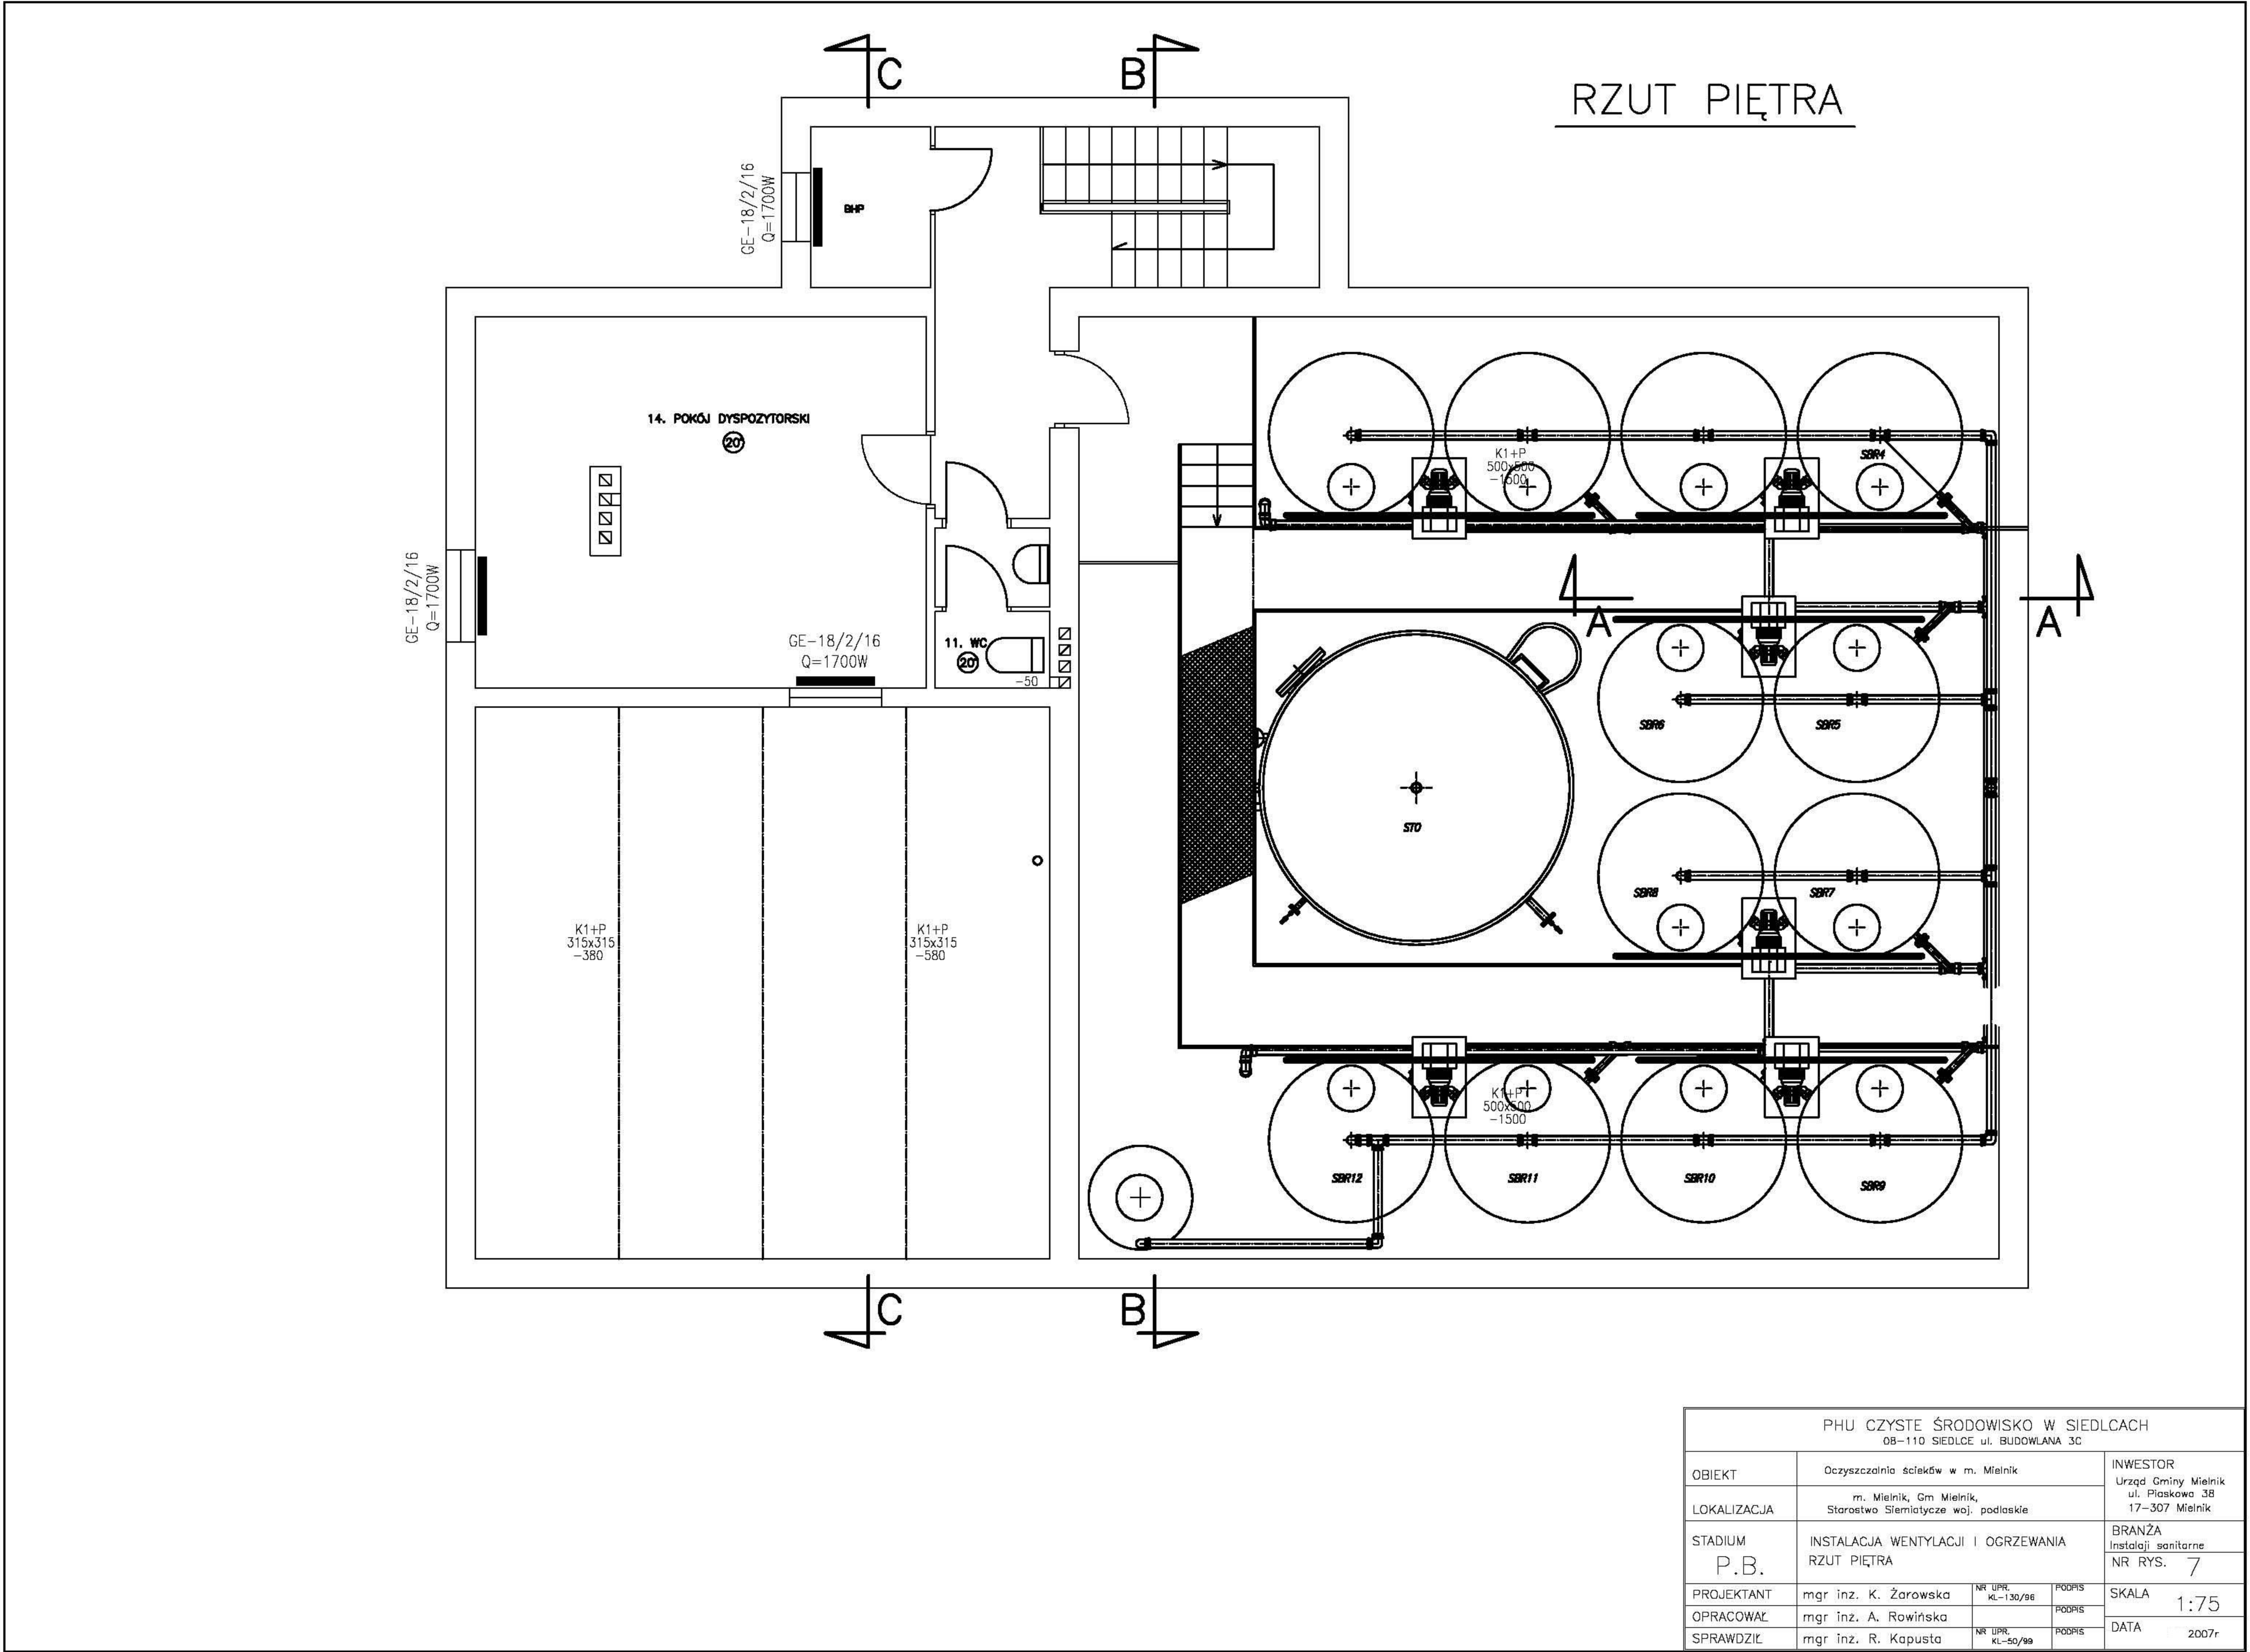 C
B
RZUT PIĘTRA
GE-18/2/16
Q=1700W
BHP
14. POKÓJ DYSPOZYTORSKI
20°
K1+P
500x500
-1500
SBR4
GE-18/2/16
Q=1700W
A
A
GE-18/2/16
Q=1700W
11. WC
20°
-50
SBR6
SBR5
STO
SBR8
SBR7
K1+P
315x315
-380
K1+P
315x315
-580
K1+P
500x500
-1500
SBR12
SBR11
SBR10
SBR9
C
B
PHU CZYSTE ŚRODOWISKO W SIEDLCACH
08-110 SIEDLCE ul. BUDOWLANA 3C
OBIEKT
Oczyszczalnia ścieków w m. Mielnik
INWESTOR
Urząd Gminy Mielnik
ul. Piaskowa 38
17-307 Mielnik
LOKALIZACJA
m. Mielnik, Gm Mielnik,
Starostwo Siemiatycze woj. podlaskie
STADIUM
P.B.
INSTALACJA WENTYLACJI I OGRZEWANIA
RZUT PIĘTRA
BRANŻA
Instalaji sanitarne
NR RYS. 7
PROJEKTANT
mgr inż. K. Żarowska
NR UPR.
KL-130/96
PODPIS
SKALA 1:75
OPRACOWAŁ
mgr inż. A. Rowińska
PODPIS
SPRAWDZIŁ
mgr inż. R. Kapusta
NR UPR.
KL-50/99
PODPIS
DATA 2007r